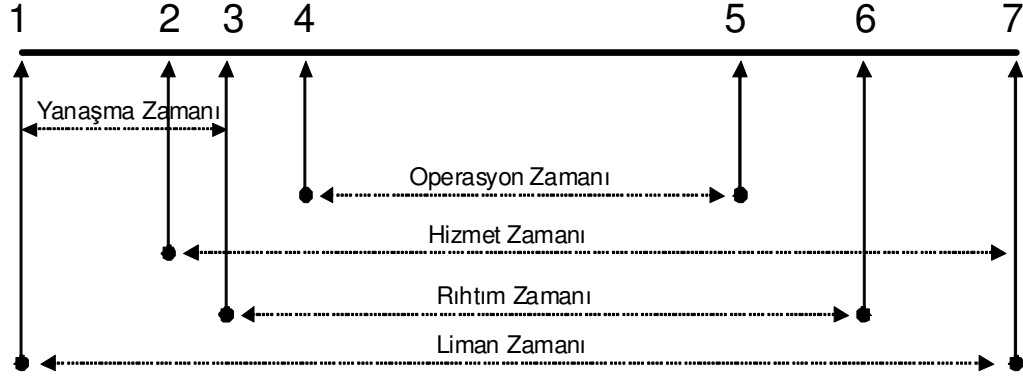 1 2 3 4 5 6 7
Yanaşma Zamanı
Operasyon Zamanı
Hizmet Zamanı
Rıhtım Zamanı
Liman Zamanı